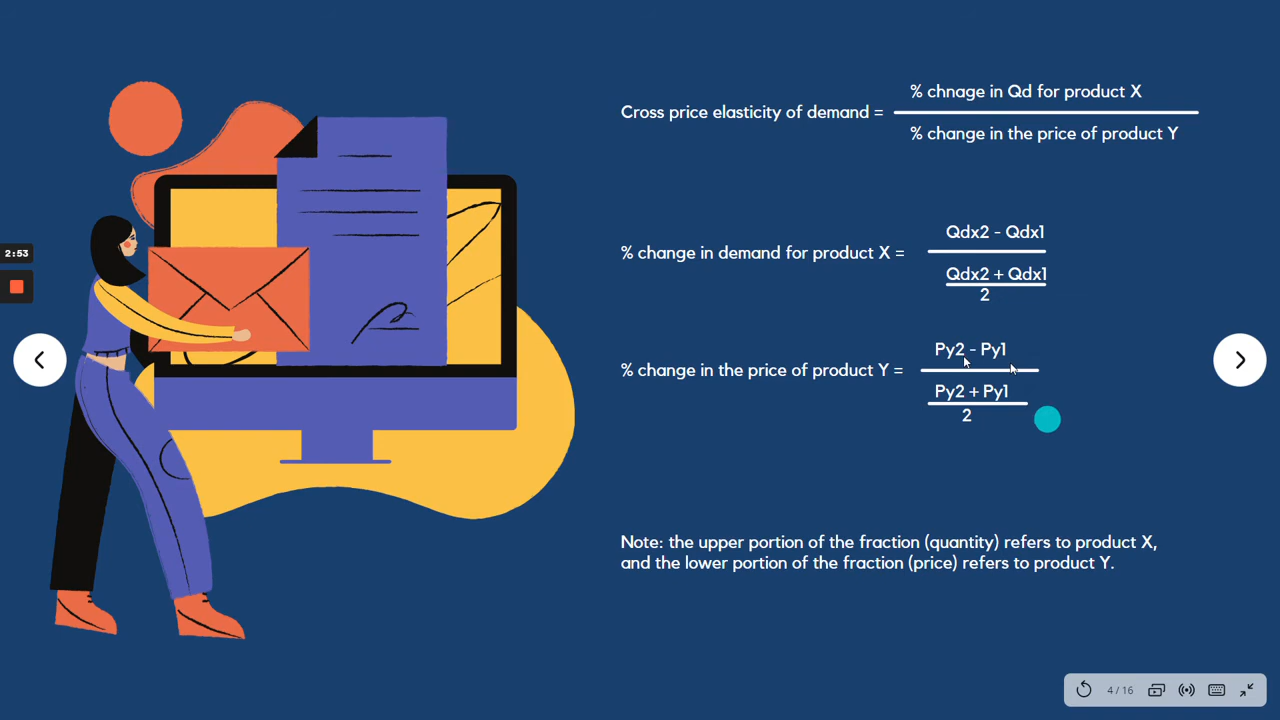 % chnage in Qd for product X
Cross price elasticity of demand =
% change in the price of product Y
Qdx2 - Qdx1
% change in demand for product X =
Qdx2 + Qdx1
2
2:53
Py2 - Py1
% change in the price of product Y =
Py2 + Py1
2
Note: the upper portion of the fraction (quantity) refers to product X,
and the lower portion of the fraction (price) refers to product Y.
4 / 16